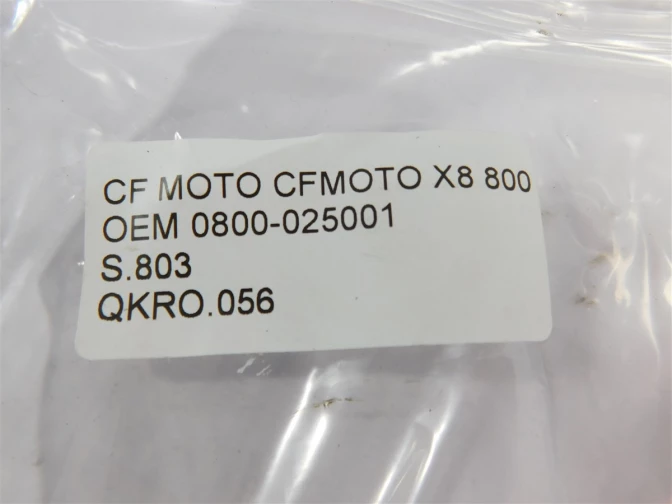 CF MOTO CFMOTO X8 800
OEM 0800-025001
S.803
QKRO.056